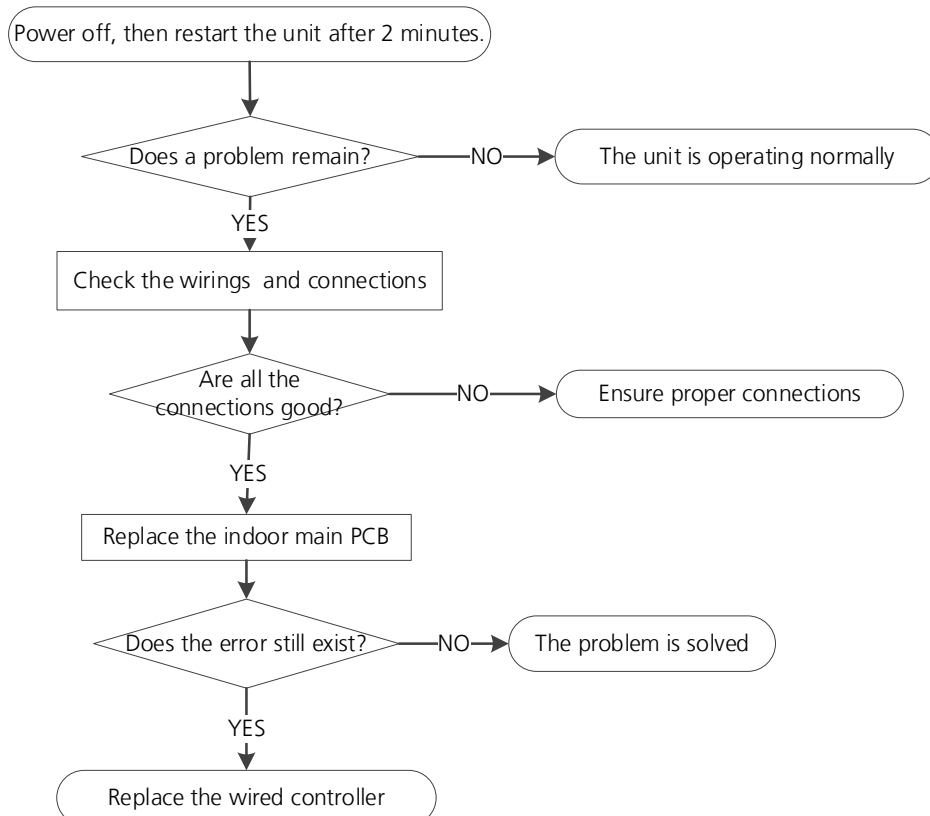 Power off, then restart the unit after 2 minutes.
Does a problem remain?
NO
The unit is operating normally
YES
Check the wirings  and connections
Are all the
connections good?
NO
Ensure proper connections
YES
Replace the indoor main PCB
Does the error still exist?
NO
The problem is solved
YES
Replace the wired controller